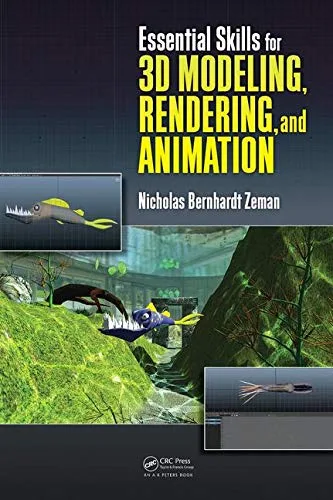 Essential Skills for
3D MODELING,
RENDERING, and
ANIMATION
Nicholas Bernhardt Zeman
CRC
CRC Press
Taylor & Francis Group
AN A K PETERS BOOK